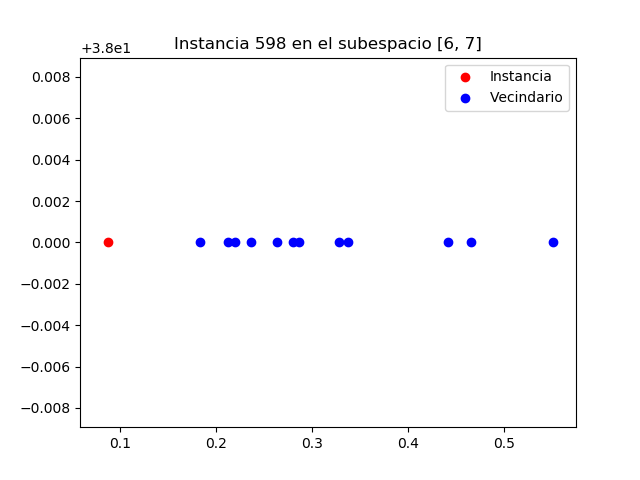 Instancia 598 en el subespacio [6, 7]
+3.8e1
Instancia
Vecindario
0.008
0.006
0.004
0.002
0.000
−0.002
−0.004
−0.006
−0.008
0.1 0.2 0.3 0.4 0.5